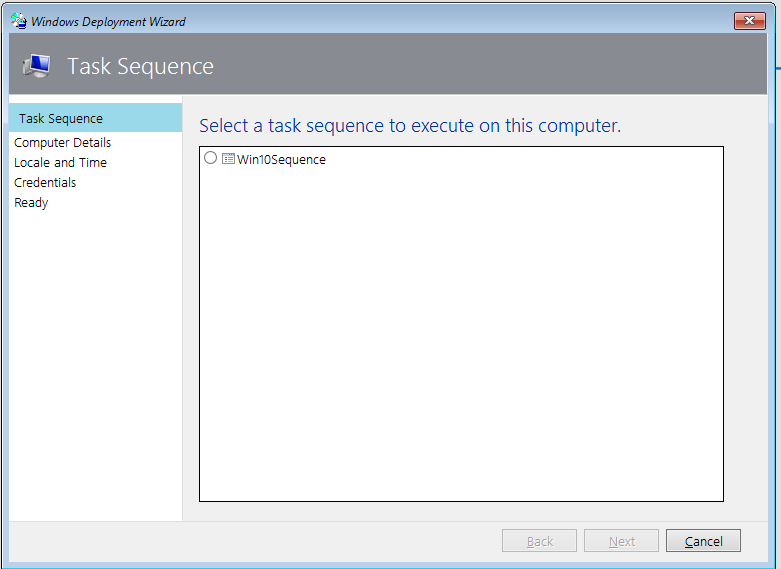 Windows Deployment Wizard
Task Sequence
Task Sequence
Computer Details
Locale and Time
Credentials
Ready
Select a task sequence to execute on this computer.
Win10Sequence
Back
Next
Cancel